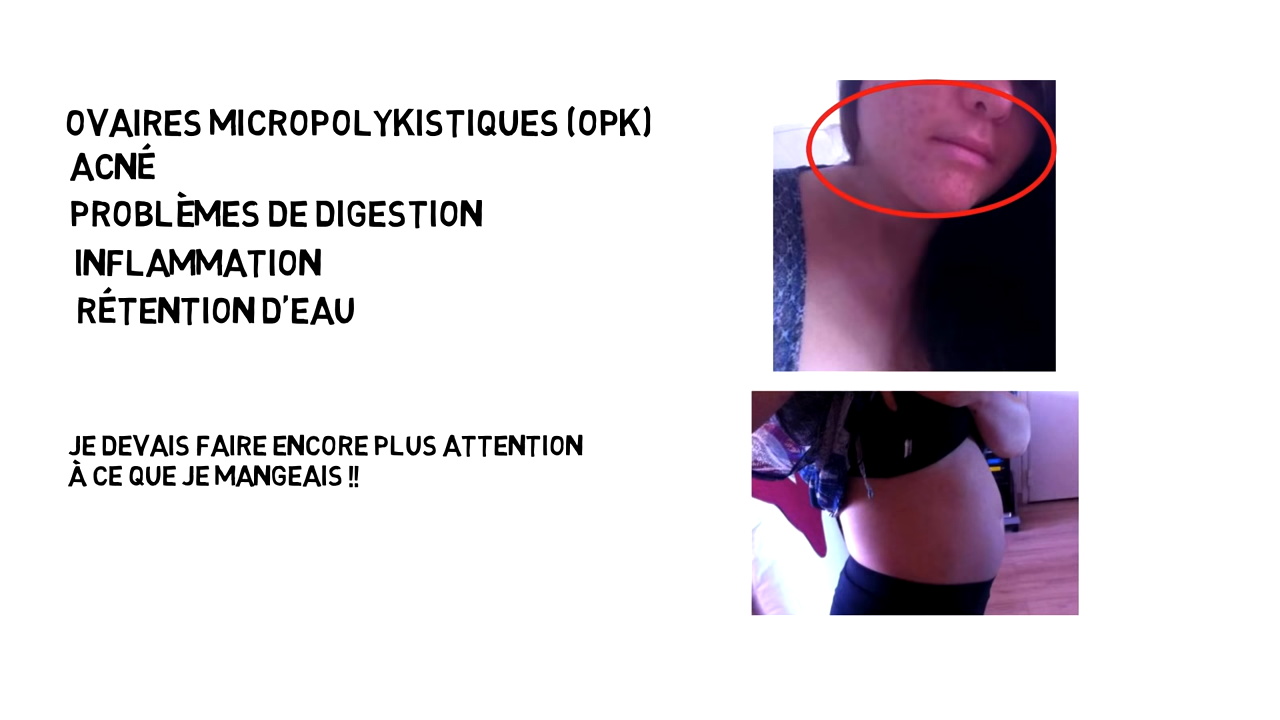 OVAIRES MICROPOLYKISTIQUES (OPK)
ACNÉ
PROBLÈMES DE DIGESTION
INFLAMMATION
RÉTENTION D'EAU
JE DEVAIS FAIRE ENCORE PLUS ATTENTION
À CE QUE JE MANGEAIS !!